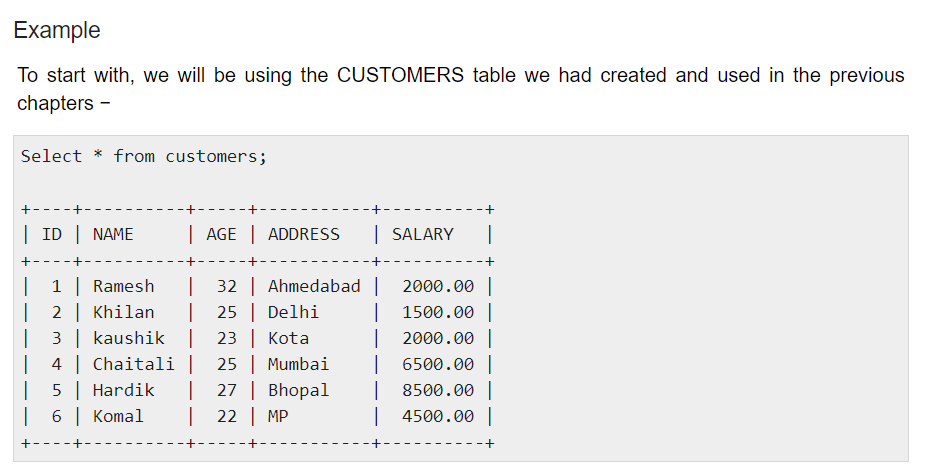 Example
To start with, we will be using the CUSTOMERS table we had created and used in the previous
chapters −
Select * from customers;
+----+----------+-----+-----------+----------+
| ID | NAME     | AGE | ADDRESS   | SALARY   |
+----+----------+-----+-----------+----------+
|  1 | Ramesh   |  32 | Ahmedabad |  2000.00 |
|  2 | Khilan   |  25 | Delhi     |  1500.00 |
|  3 | kaushik  |  23 | Kota      |  2000.00 |
|  4 | Chaitali |  25 | Mumbai    |  6500.00 |
|  5 | Hardik   |  27 | Bhopal    |  8500.00 |
|  6 | Komal    |  22 | MP        |  4500.00 |
+----+----------+-----+-----------+----------+